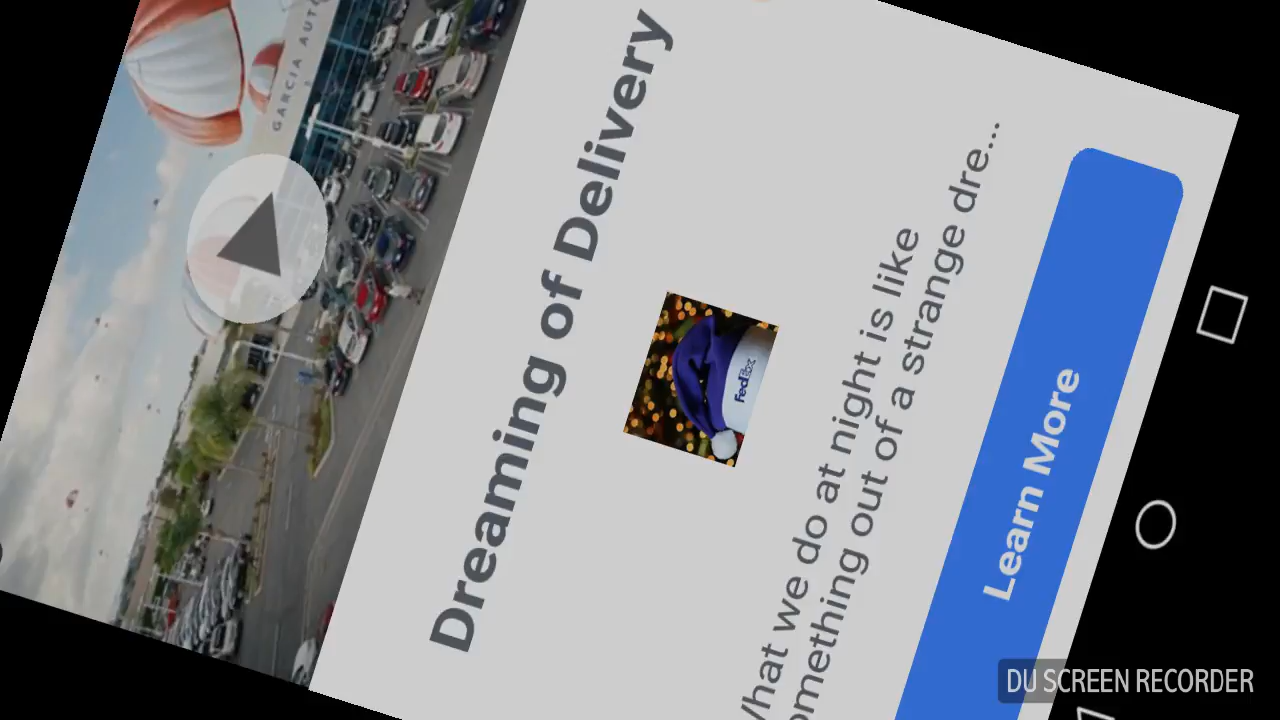 GARCIA AUTO
Dreaming of Delivery
FedEx
What we do at night is like
something out of a strange dre...
Learn More
DU SCREEN RECORDER